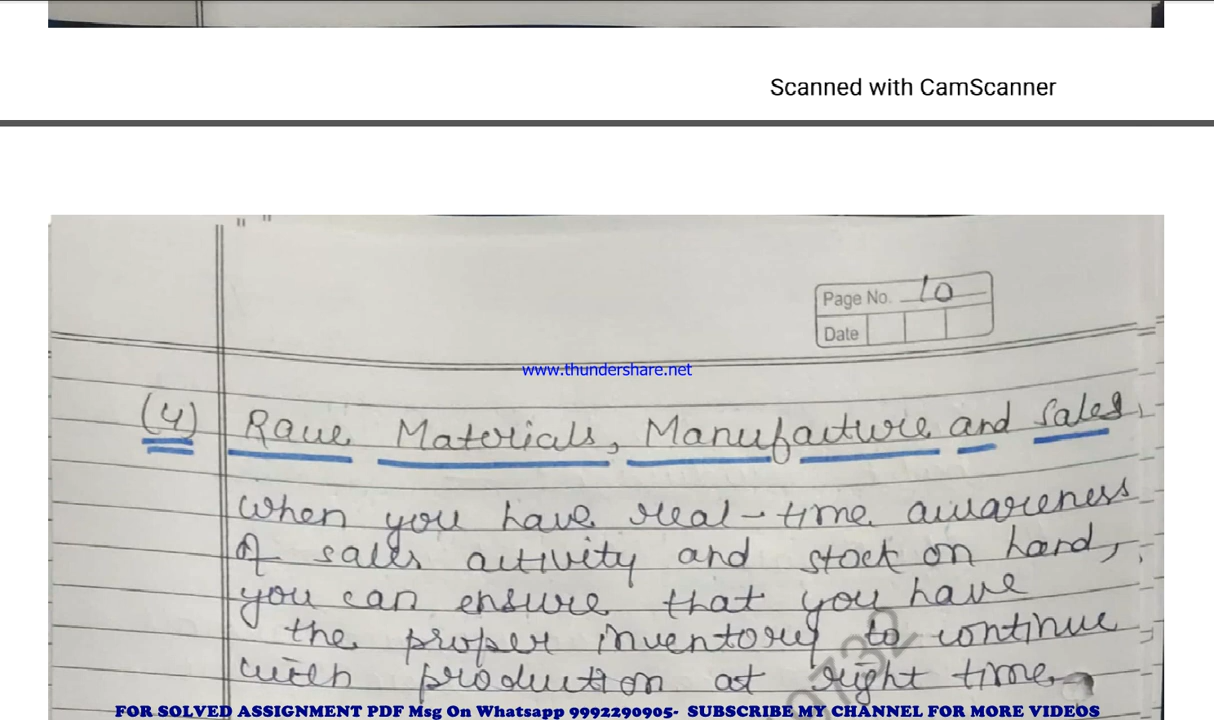 Scanned with CamScanner
Page No. 10
Date
www.thundershare.net
(4) Raue Materials, Manufacture and Sales,
When you have real-time awareness
of sales activity and stock on hand,
you can ensure that you have
the proper inventory to continue
with production at right time.
FOR SOLVED ASSIGNMENT PDF Msg On Whatsapp 9992290905- SUBSCRIBE MY CHANNEL FOR MORE VIDEOS